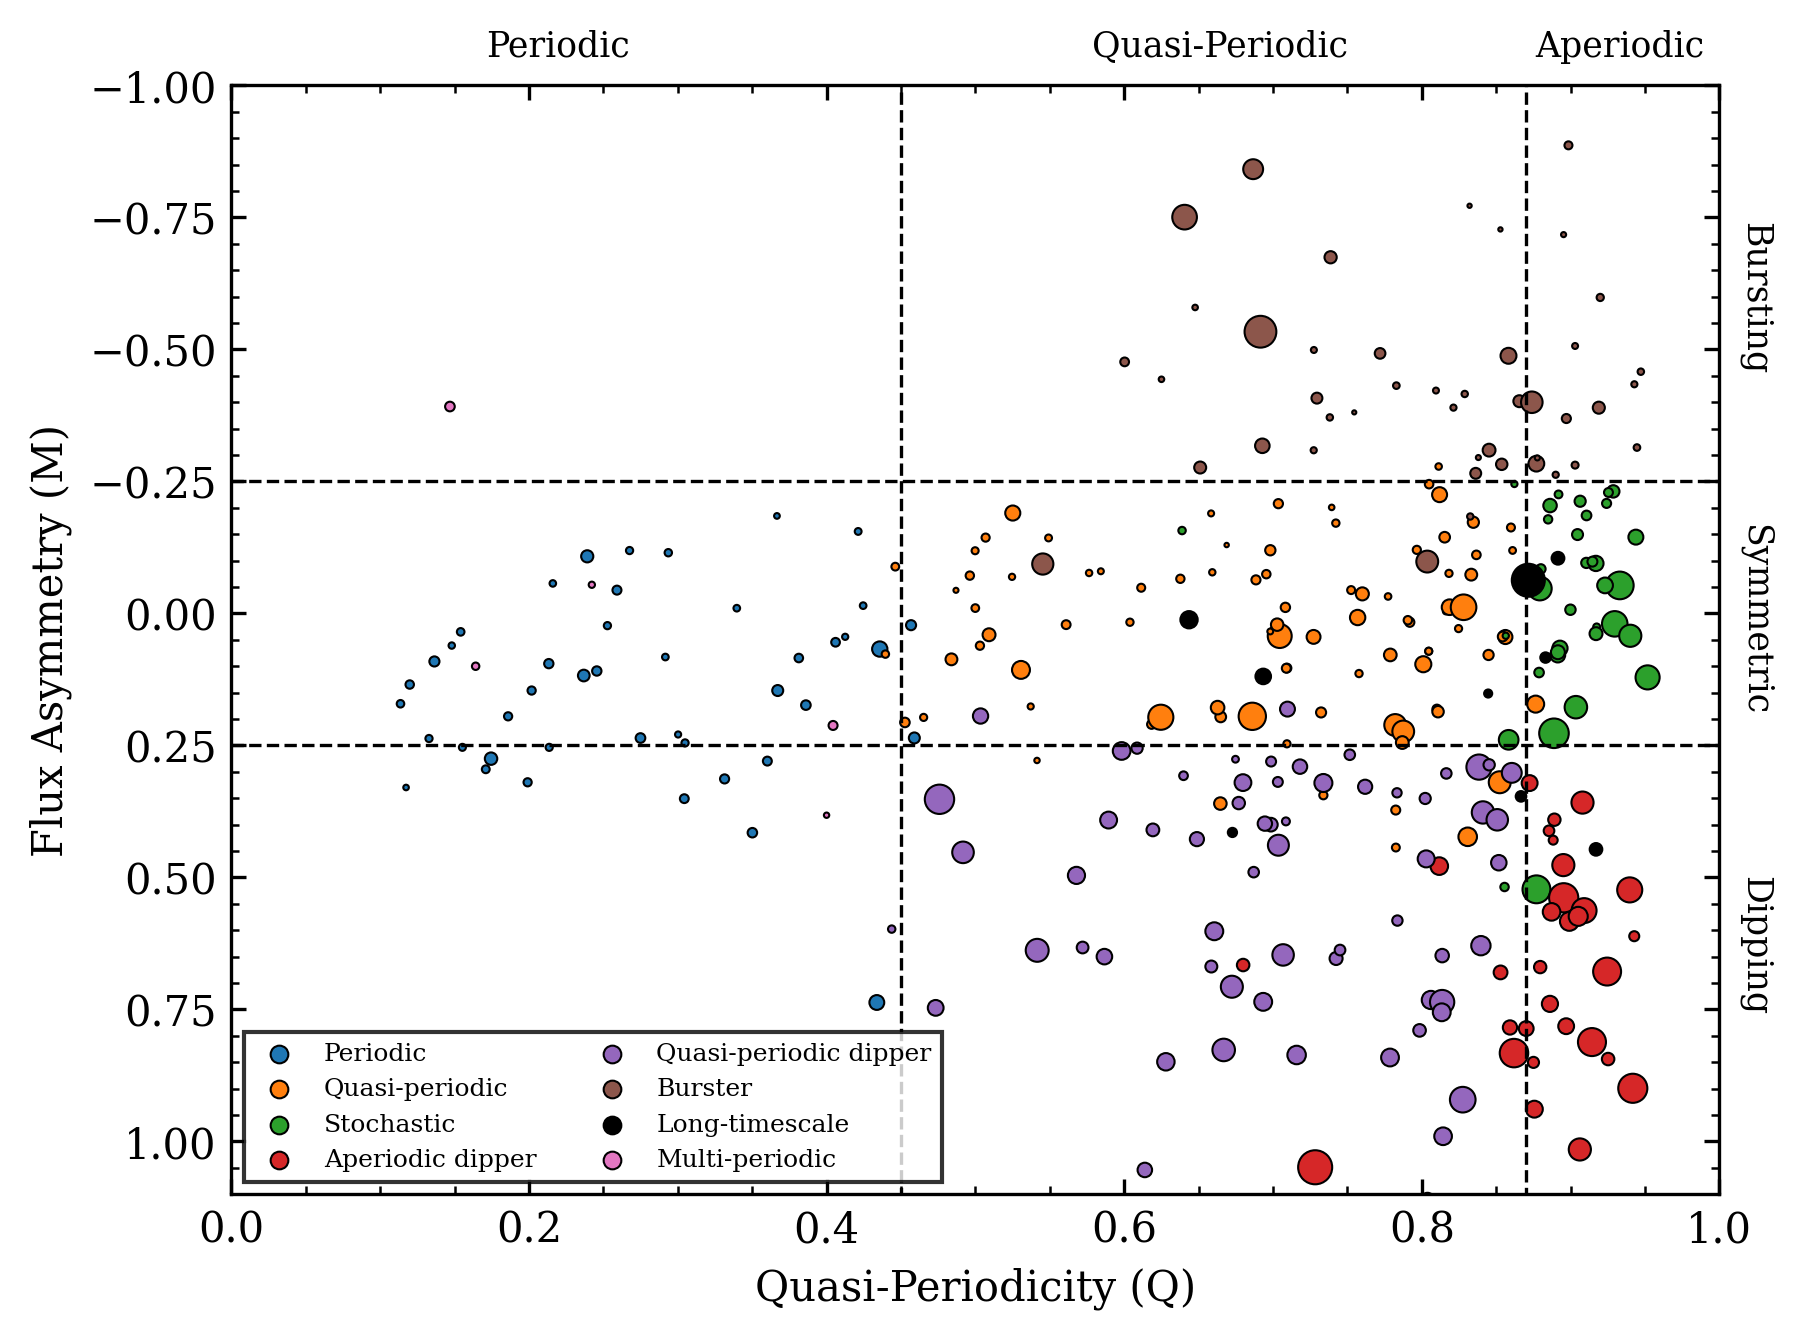 Periodic Quasi-Periodic Aperiodic
−1.00
−0.75
−0.50
−0.25
0.00
0.25
0.50
0.75
1.00
Flux Asymmetry (M)
Bursting
Symmetric
Dipping
Periodic
Quasi-periodic
Stochastic
Aperiodic dipper
Quasi-periodic dipper
Burster
Long-timescale
Multi-periodic
0.0 0.2 0.4 0.6 0.8 1.0
Quasi-Periodicity (Q)